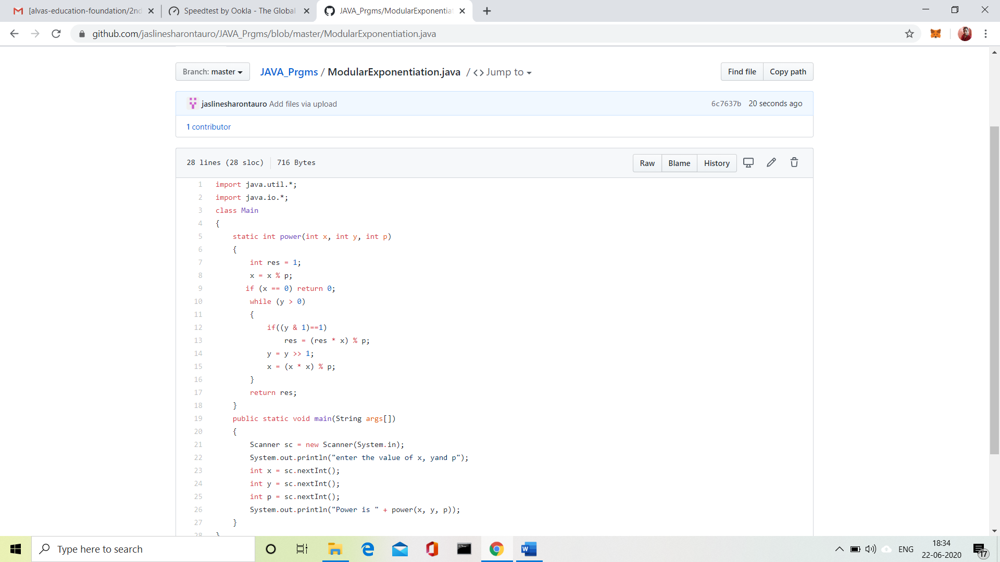 [alvas-education-foundation/2nd
Speedtest by Ookla - The Global
JAVA_Prgms/ModularExponentia
github.com/jaslinesharontauro/JAVA_Prgms/blob/master/ModularExponentiation.java
Branch: master
JAVA_Prgms / ModularExponentiation.java / <> Jump to
Find file
Copy path
jaslinesharontauro Add files via upload
6c7637b 20 seconds ago
1 contributor
28 lines (28 sloc) 716 Bytes
Raw Blame History
1 import java.util.*;
2 import java.io.*;
3 class Main
4 {
5 static int power(int x, int y, int p)
6 {
7 int res = 1;
8 x = x % p;
9 if (x == 0) return 0;
10 while (y > 0)
11 {
12 if((y & 1)==1)
13 res = (res * x) % p;
14 y = y >> 1;
15 x = (x * x) % p;
16 }
17 return res;
18 }
19 public static void main(String args[])
20 {
21 Scanner sc = new Scanner(System.in);
22 System.out.println("enter the value of x, yand p");
23 int x = sc.nextInt();
24 int y = sc.nextInt();
25 int p = sc.nextInt();
26 System.out.println("Power is " + power(x, y, p));
27 }
28 }
Type here to search
ENG
18:34
22-06-2020
17